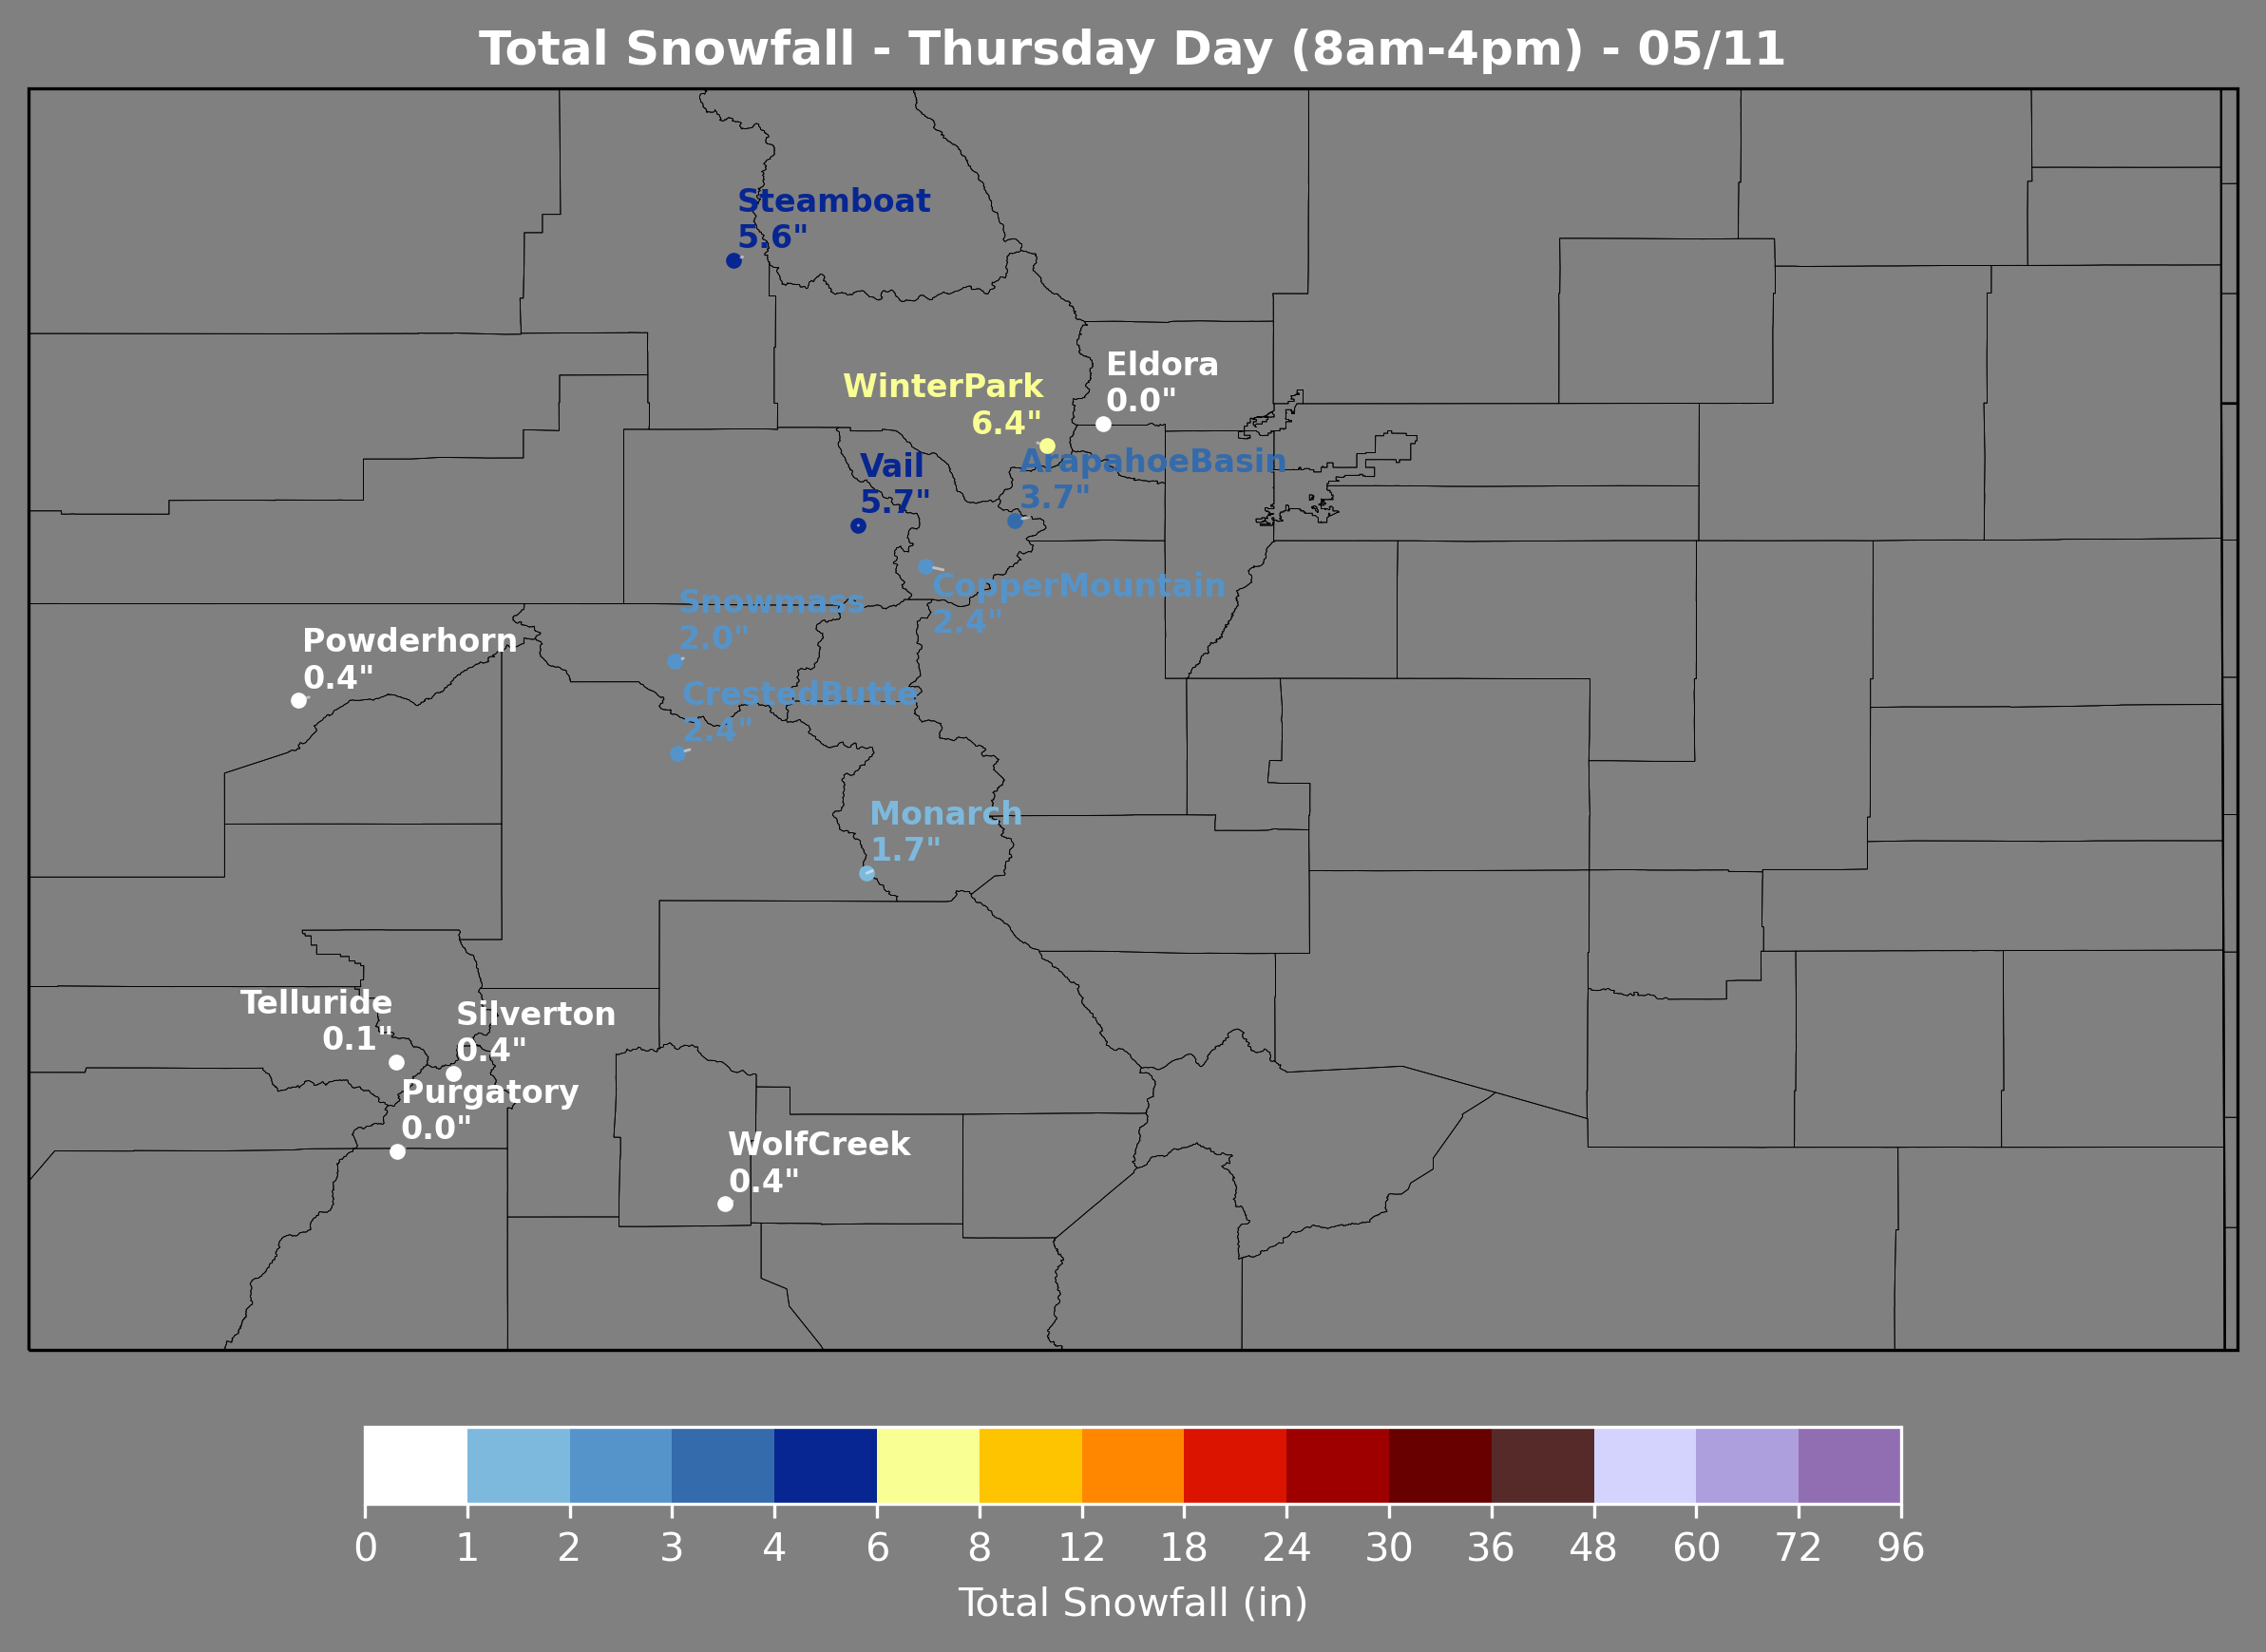 Total Snowfall - Thursday Day (8am-4pm) - 05/11
Steamboat
5.6"
Eldora
0.0"
WinterPark
6.4"
ArapahoeBasin
3.7"
Vail
5.7"
CopperMountain
2.4"
Snowmass
2.0"
Powderhorn
0.4"
CrestedButte
2.4"
Monarch
1.7"
Telluride
0.1"
Silverton
0.4"
Purgatory
0.0"
WolfCreek
0.4"
0 1 2 3 4 6 8 12 18 24 30 36 48 60 72 96
Total Snowfall (in)